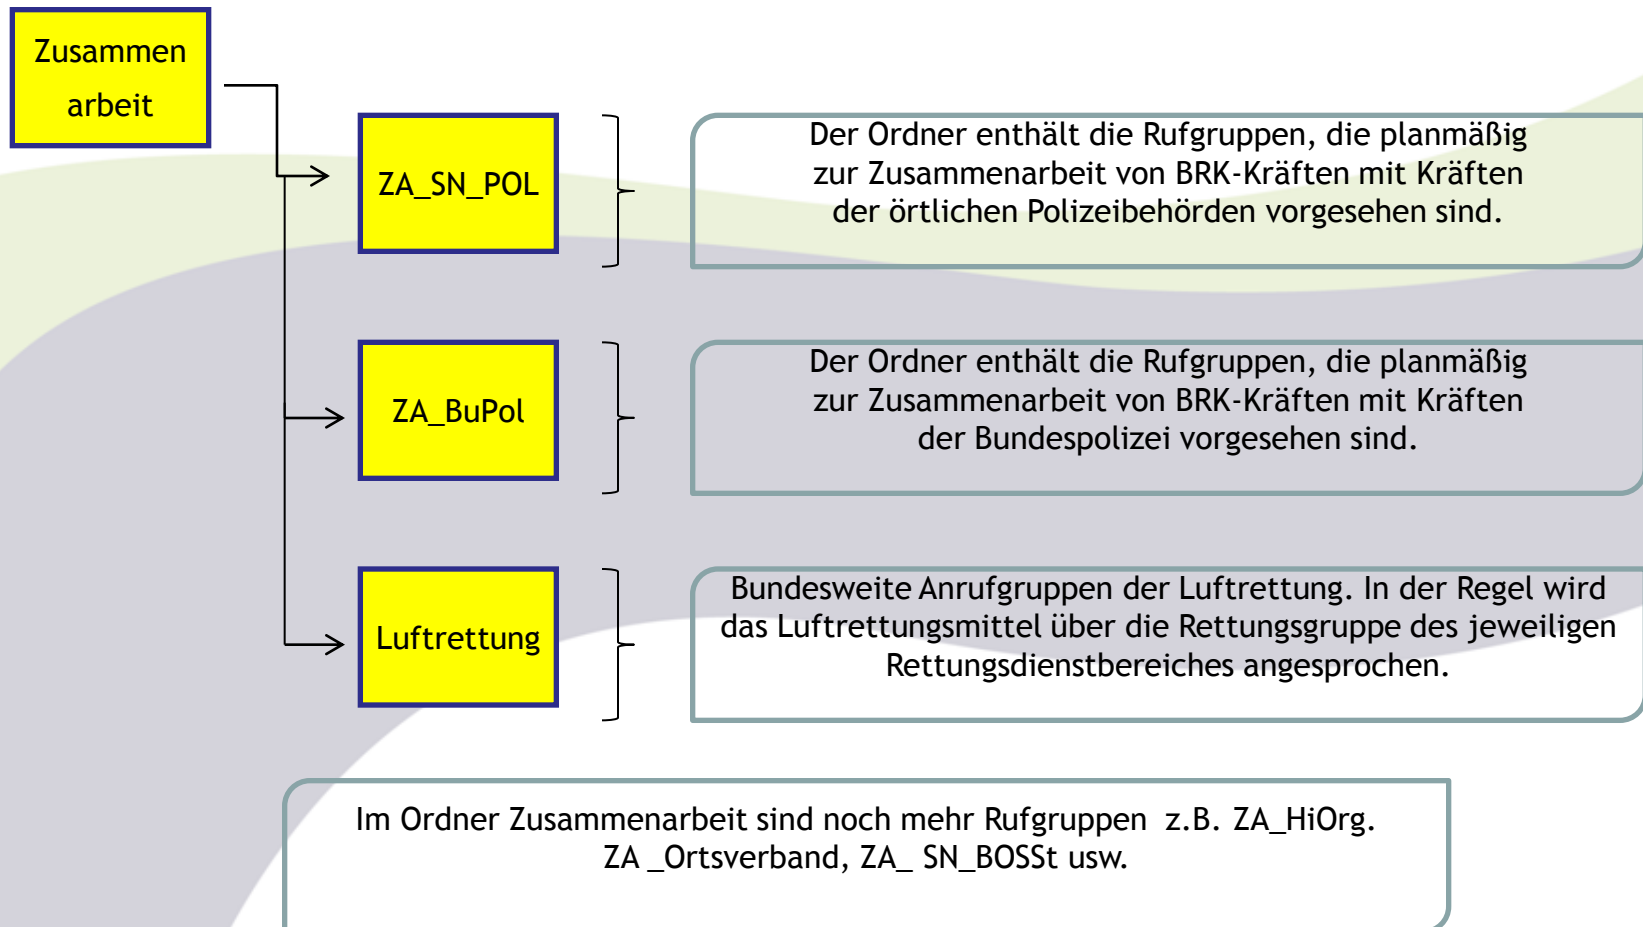 Zusammen
arbeit
ZA_SN_POL
Der Ordner enthält die Rufgruppen, die planmäßig
zur Zusammenarbeit von BRK-Kräften mit Kräften
der örtlichen Polizeibehörden vorgesehen sind.
ZA_BuPol
Der Ordner enthält die Rufgruppen, die planmäßig
zur Zusammenarbeit von BRK-Kräften mit Kräften
der Bundespolizei vorgesehen sind.
Luftrettung
Bundesweite Anrufgruppen der Luftrettung. In der Regel wird
das Luftrettungsmittel über die Rettungsgruppe des jeweiligen
Rettungsdienstbereiches angesprochen.
Im Ordner Zusammenarbeit sind noch mehr Rufgruppen  z.B. ZA_HiOrg.
ZA _Ortsverband, ZA_ SN_BOSSt usw.